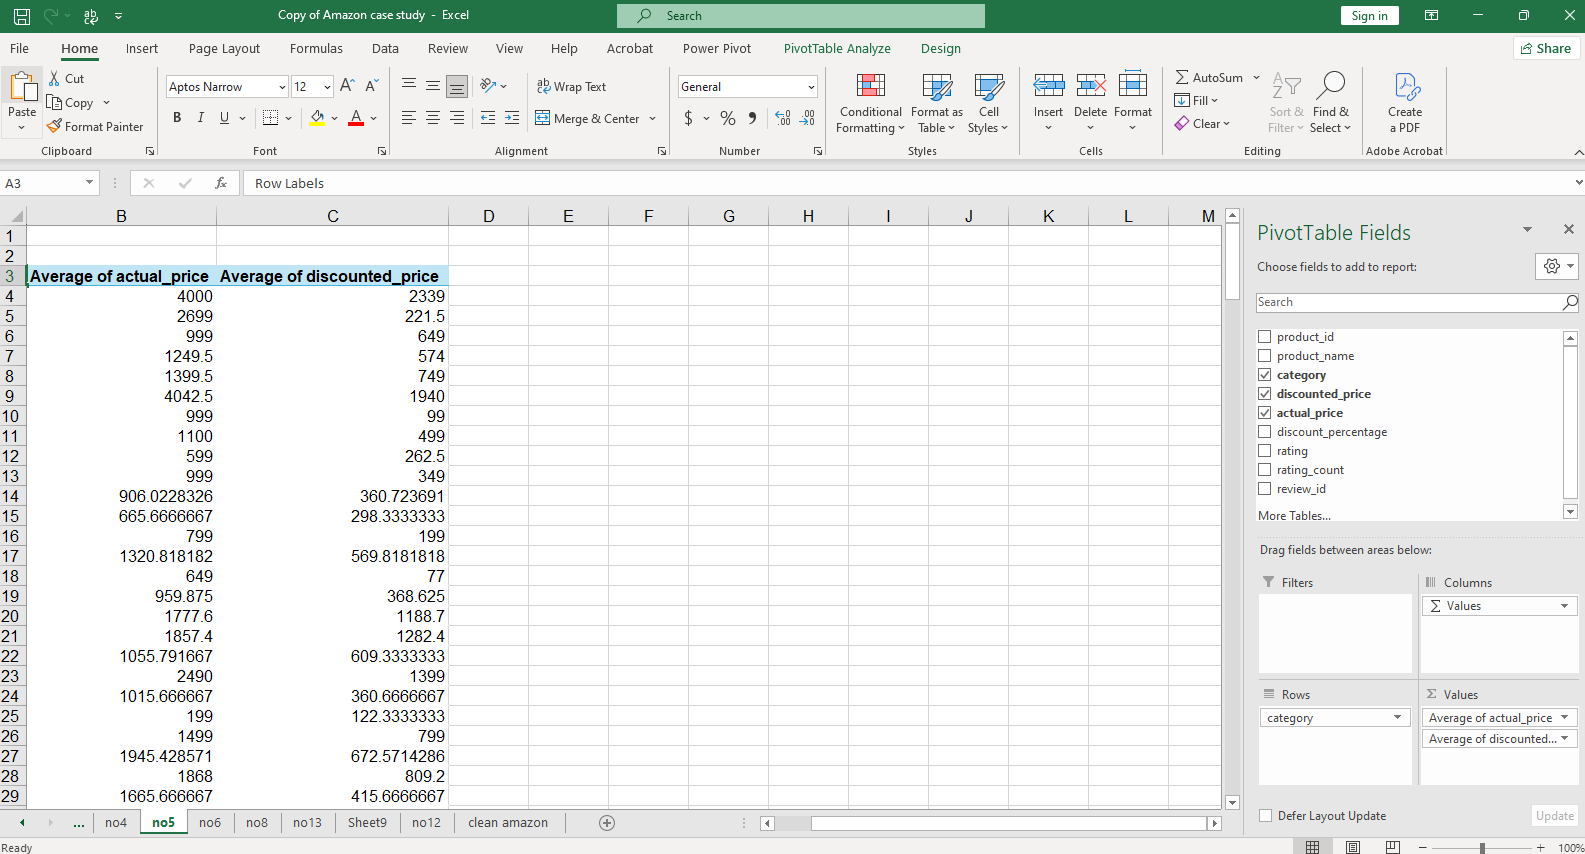 Copy of Amazon case study - Excel
Search
Sign in
File Home Insert Page Layout Formulas Data Review View Help Acrobat Power Pivot PivotTable Analyze Design
Share
Paste
Cut
Copy
Format Painter
Clipboard
Aptos Narrow 12
B I U
Font
Wrap Text
Merge & Center
Alignment
General
$ % 9
Number
Conditional Formatting
Format as Table
Cell Styles
Styles
Insert Delete Format
Cells
AutoSum
Fill
Clear
Sort & Filter
Find & Select
Editing
Create a PDF
Adobe Acrobat
A3 fx Row Labels
B C D E F G H I J K L M
1
2
3 Average of actual_price Average of discounted_price
4 4000 2339
5 2699 221.5
6 999 649
7 1249.5 574
8 1399.5 749
9 4042.5 1940
10 999 99
11 1100 499
12 599 262.5
13 999 349
14 906.0228326 360.723691
15 665.6666667 298.3333333
16 799 199
17 1320.818182 569.8181818
18 649 77
19 959.875 368.625
20 1777.6 1188.7
21 1857.4 1282.4
22 1055.791667 609.3333333
23 2490 1399
24 1015.666667 360.6666667
25 199 122.3333333
26 1499 799
27 1945.428571 672.5714286
28 1868 809.2
29 1665.666667 415.6666667
PivotTable Fields
Choose fields to add to report:
Search
product_id
product_name
category
discounted_price
actual_price
discount_percentage
rating
rating_count
review_id
More Tables...
Drag fields between areas below:
Filters
Columns
Σ Values
Rows
category
Σ Values
Average of actual_price
Average of discounted...
Defer Layout Update
Update
... no4 no5 no6 no8 no13 Sheet9 no12 clean amazon
Ready
100%